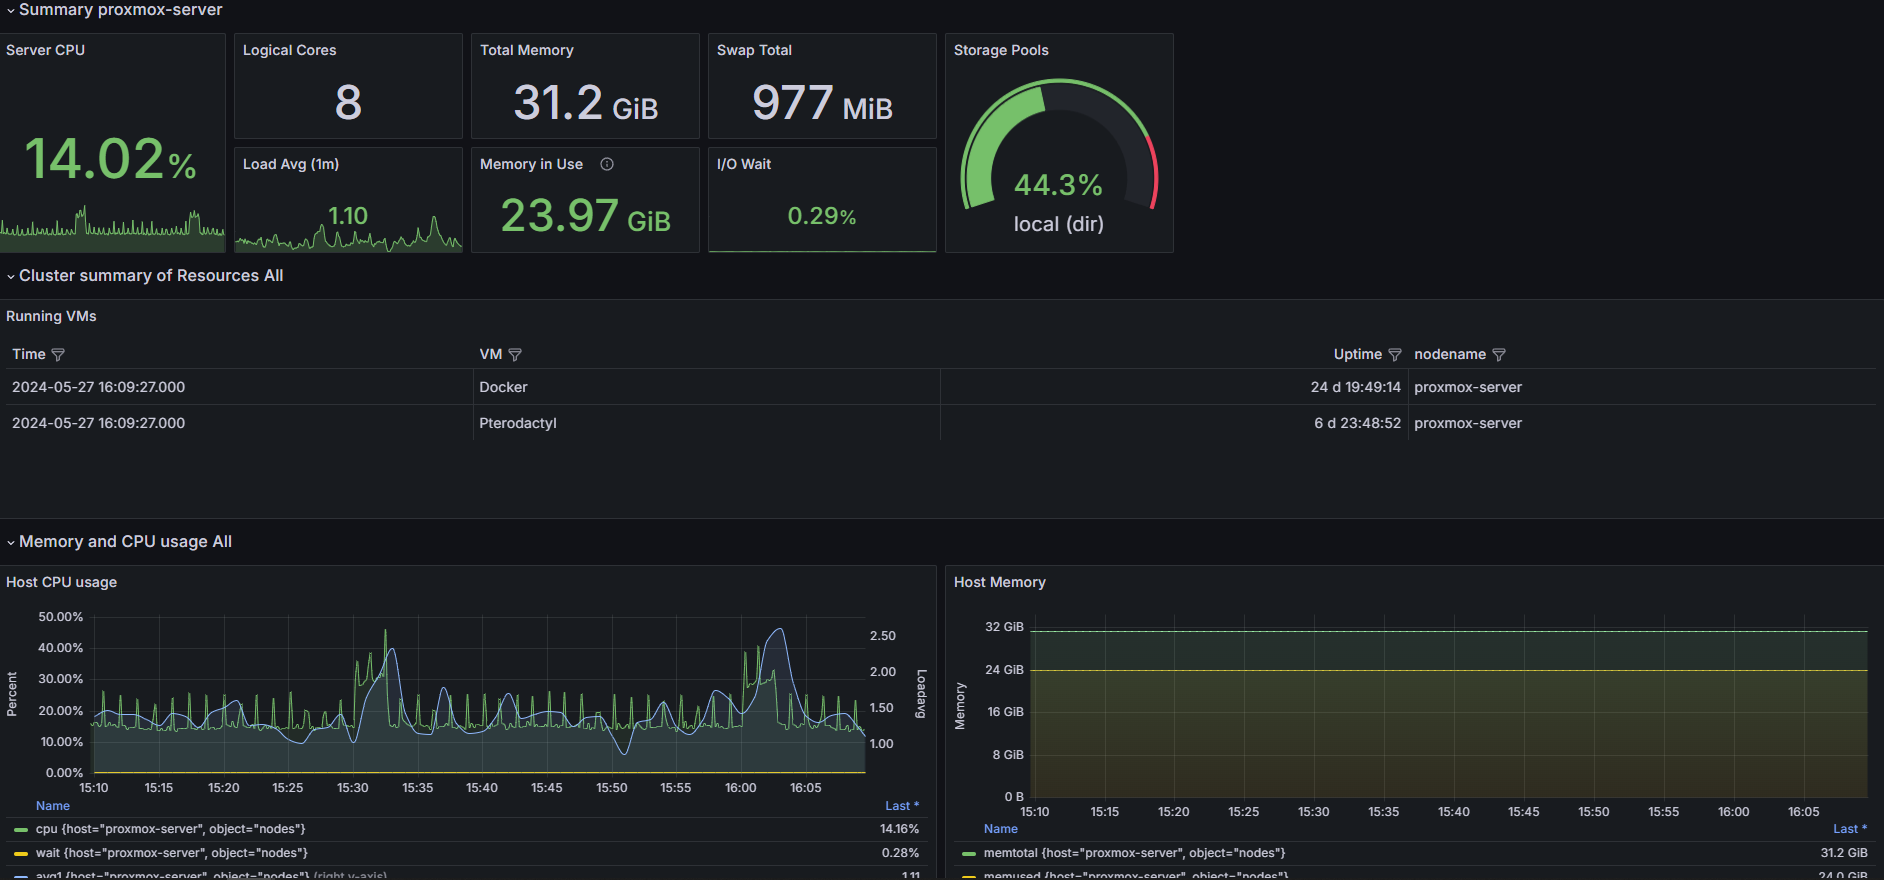 Summary proxmox-server
Server CPU
14.02%
Logical Cores
8
Total Memory
31.2 GiB
Swap Total
977 MiB
Storage Pools
44.3%
local (dir)
Load Avg (1m)
1.10
Memory in Use
23.97 GiB
I/O Wait
0.29%
Cluster summary of Resources All
Running VMs
Time VM Uptime nodename
2024-05-27 16:09:27.000 Docker 24 d 19:49:14 proxmox-server
2024-05-27 16:09:27.000 Pterodactyl 6 d 23:48:52 proxmox-server
Memory and CPU usage All
Host CPU usage
50.00%
40.00%
30.00%
20.00%
10.00%
0.00%
Percent
2.50
2.00
1.50
1.00
Loadavg
15:10 15:15 15:20 15:25 15:30 15:35 15:40 15:45 15:50 15:55 16:00 16:05
Name Last *
cpu {host="proxmox-server", object="nodes"} 14.16%
wait {host="proxmox-server", object="nodes"} 0.28%
avg1 {host="proxmox-server", object="nodes"} (right y-axis) 1.11
Host Memory
32 GiB
24 GiB
16 GiB
8 GiB
0 B
Memory
15:10 15:15 15:20 15:25 15:30 15:35 15:40 15:45 15:50 15:55 16:00 16:05
Name Last *
memtotal {host="proxmox-server", object="nodes"} 31.2 GiB
memused {host="proxmox-server", object="nodes"} 24.0 GiB